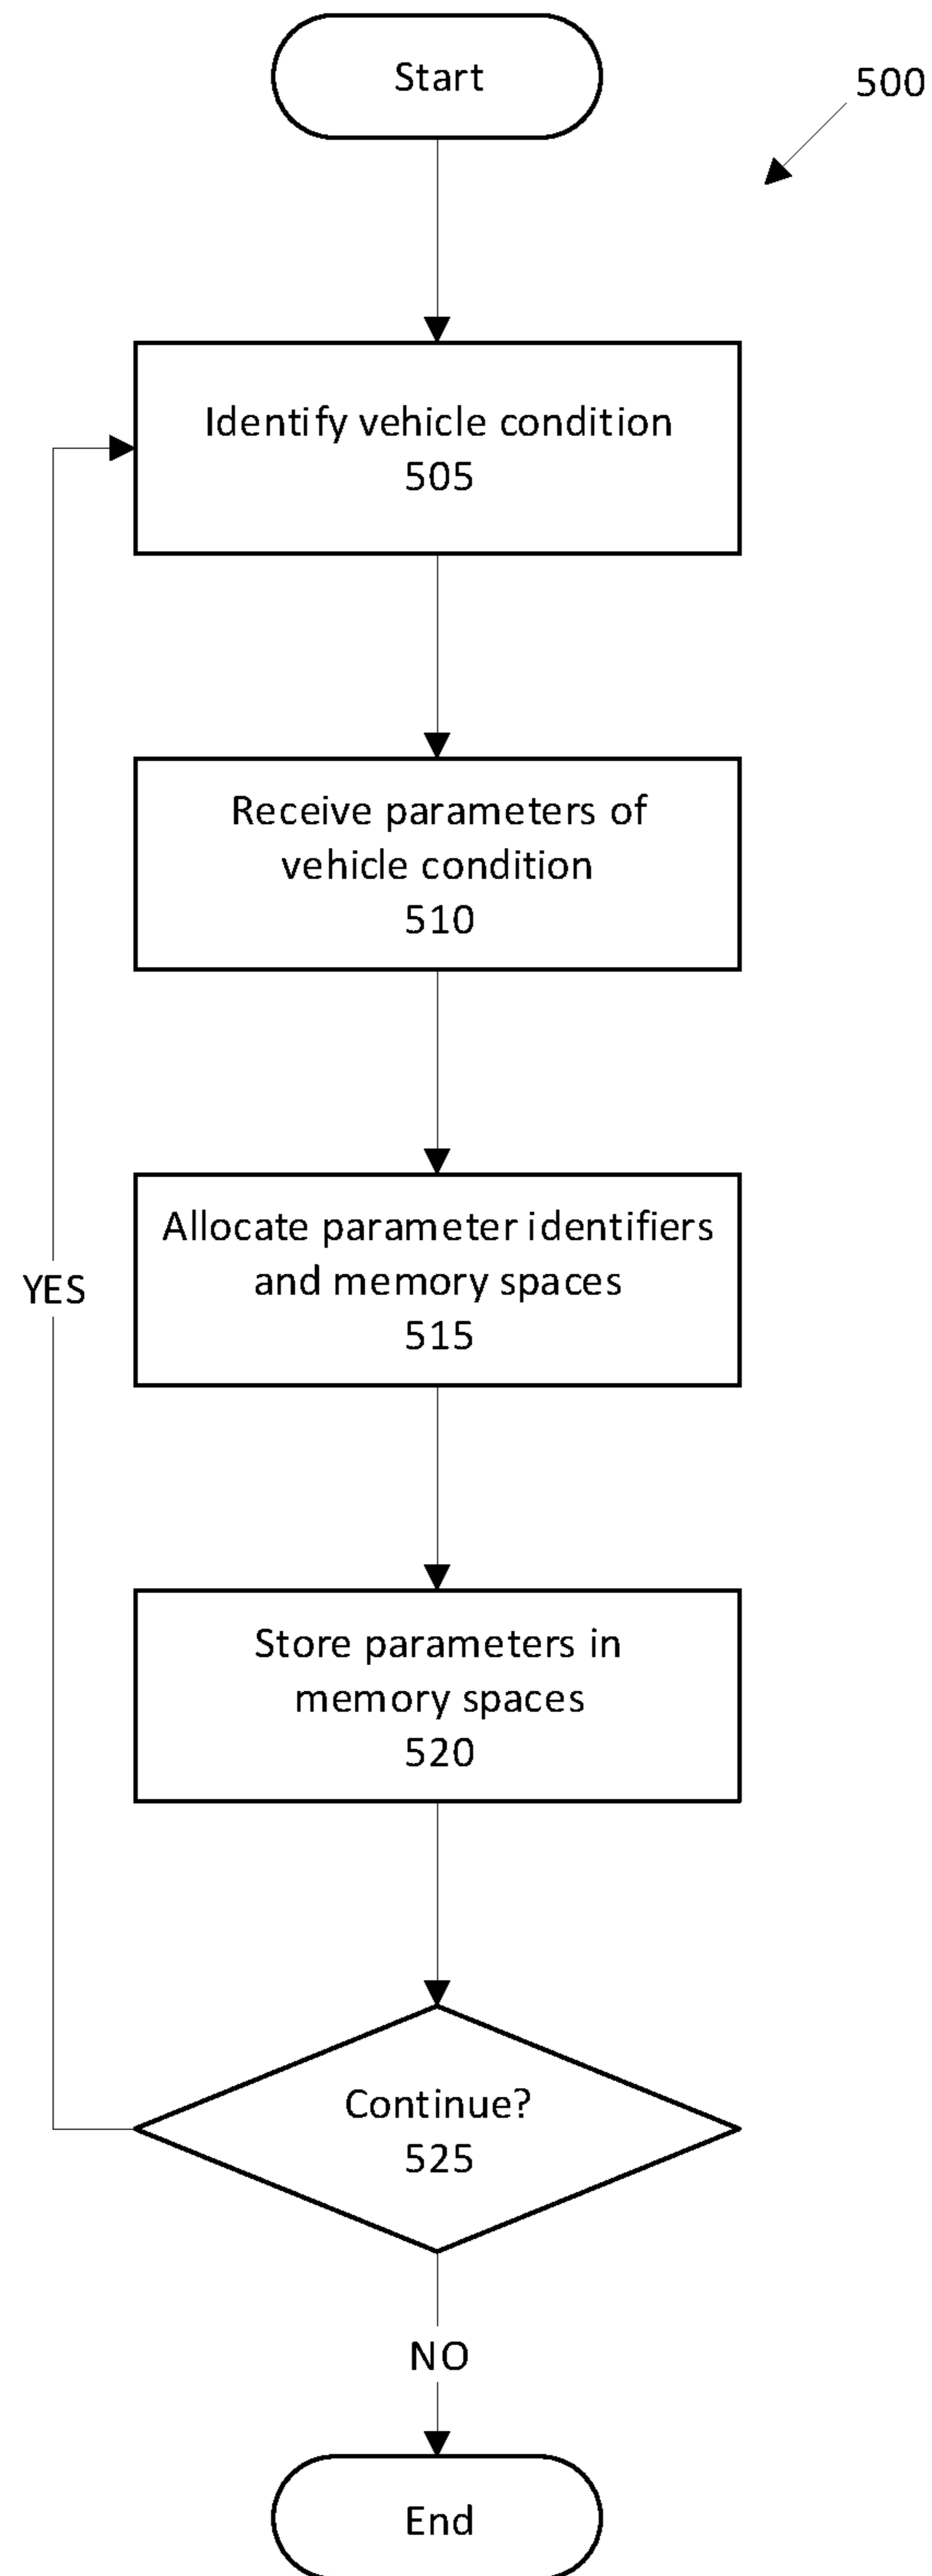 Start
500
Identify vehicle condition
505
Receive parameters of
vehicle condition
510
Allocate parameter identifiers
and memory spaces
515
YES
Store parameters in
memory spaces
520
Continue?
525
NO
End